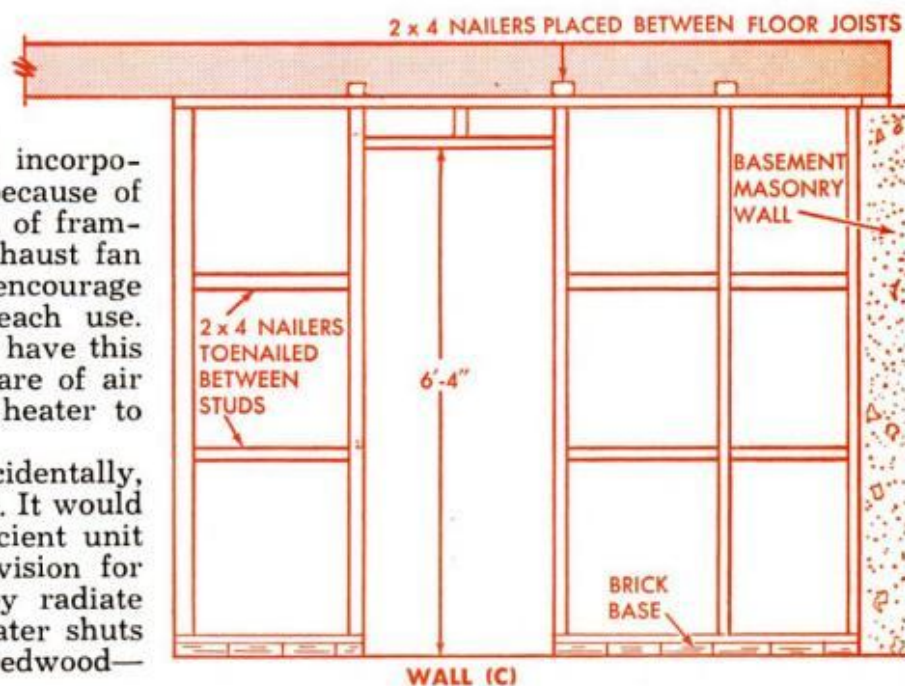 2 x 4 NAILERS PLACED BETWEEN FLOOR JOISTS
incorpo-
ecause of
of fram-
haust fan
encourage
each use.
have this
are of air
heater to
cidentally,
. It would
cient unit
vision for
y radiate
ater shuts
edwood—
BASEMENT
MASONRY
WALL
2 x 4 NAILERS
TOENAILED
BETWEEN
STUDS
6'-4"
BRICK
BASE
WALL (C)